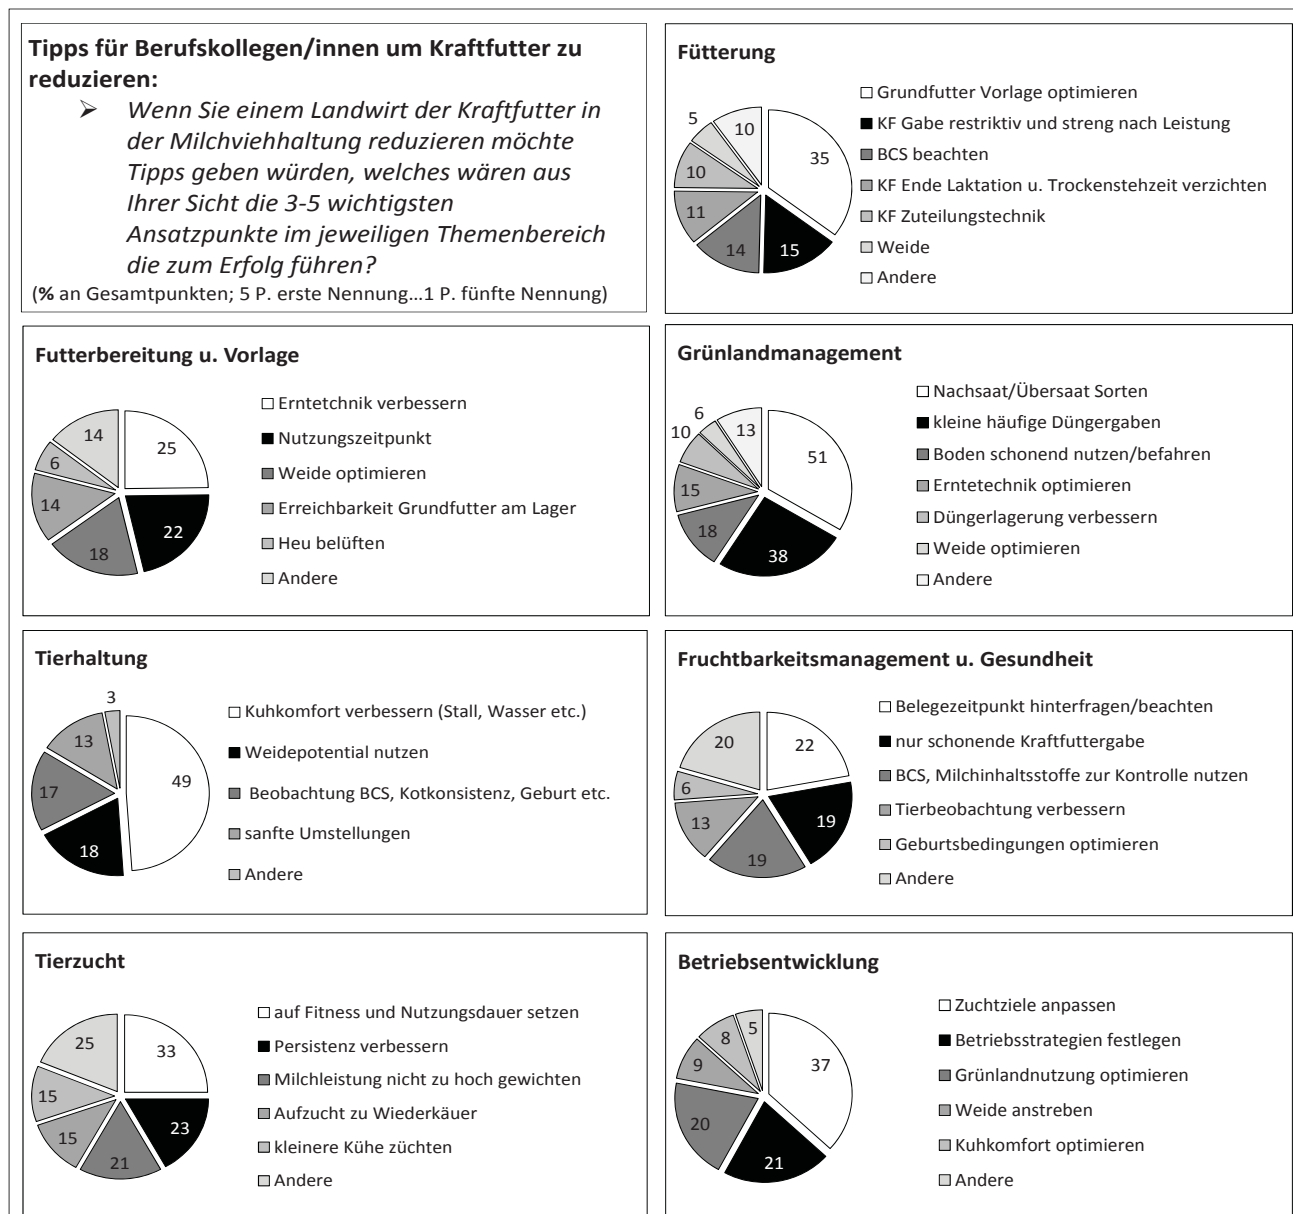 Tipps für Berufskollegen/innen um Kraftfutter zu
reduzieren:
➢ Wenn Sie einem Landwirt der Kraftfutter in
der Milchviehhaltung reduzieren möchte
Tipps geben würden, welches wären aus
Ihrer Sicht die 3-5 wichtigsten
Ansatzpunkte im jeweiligen Themenbereich
die zum Erfolg führen?
(% an Gesamtpunkten; 5 P. erste Nennung...1 P. fünfte Nennung)
Fütterung
35
15
14
11
10
5
10
Grundfutter Vorlage optimieren
KF Gabe restriktiv und streng nach Leistung
BCS beachten
KF Ende Laktation u. Trockenstehzeit verzichten
KF Zuteilungstechnik
Weide
Andere
Futterbereitung u. Vorlage
25
22
18
14
6
14
Erntetchnik verbessern
Nutzungszeitpunkt
Weide optimieren
Erreichbarkeit Grundfutter am Lager
Heu belüften
Andere
Grünlandmanagement
51
38
18
15
10
6
13
Nachsaat/Übersaat Sorten
kleine häufige Düngergaben
Boden schonend nutzen/befahren
Erntetechnik optimieren
Düngerlagerung verbessern
Weide optimieren
Andere
Tierhaltung
49
18
17
13
3
Kuhkomfort verbessern (Stall, Wasser etc.)
Weidepotential nutzen
Beobachtung BCS, Kotkonsistenz, Geburt etc.
sanfte Umstellungen
Andere
Fruchtbarkeitsmanagement u. Gesundheit
22
19
19
13
6
20
Belegezeitpunkt hinterfragen/beachten
nur schonende Kraftfuttergabe
BCS, Milchinhaltsstoffe zur Kontrolle nutzen
Tierbeobachtung verbessern
Geburtsbedingungen optimieren
Andere
Tierzucht
33
23
21
15
15
25
auf Fitness und Nutzungsdauer setzen
Persistenz verbessern
Milchleistung nicht zu hoch gewichten
Aufzucht zu Wiederkäuer
kleinere Kühe züchten
Andere
Betriebsentwicklung
37
21
20
9
8
5
Zuchtziele anpassen
Betriebsstrategien festlegen
Grünlandnutzung optimieren
Weide anstreben
Kuhkomfort optimieren
Andere